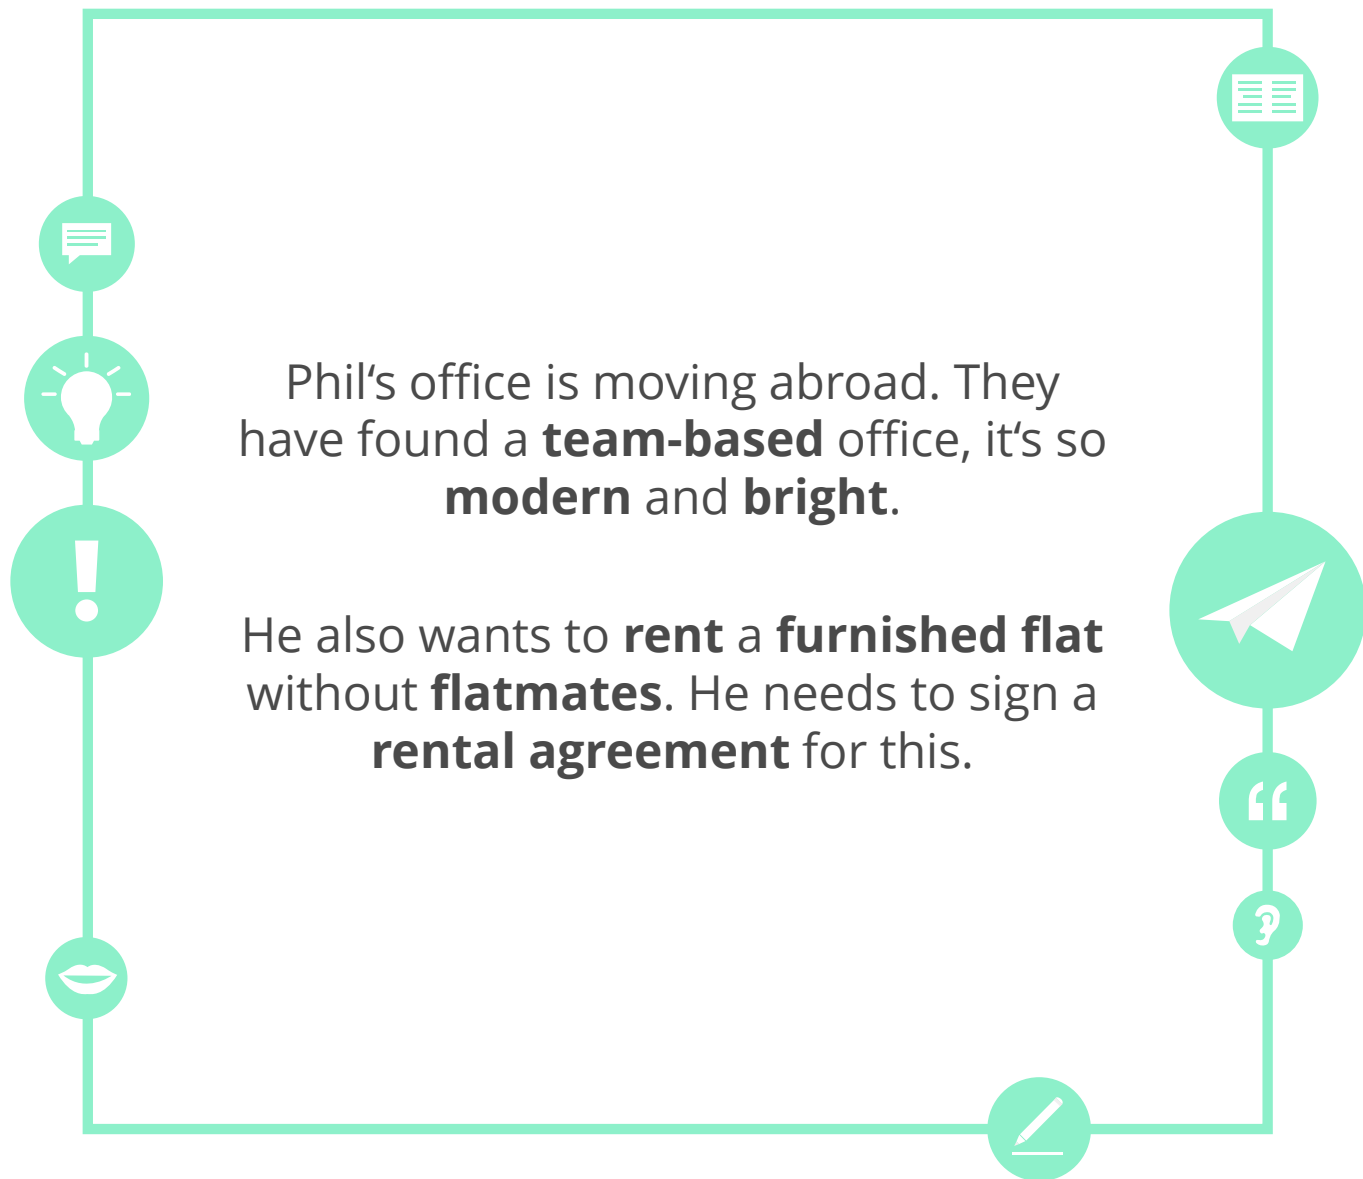 Phil‘s office is moving abroad. They
have found a team-based office, it‘s so
modern and bright.
He also wants to rent a furnished flat
without flatmates. He needs to sign a
rental agreement for this.